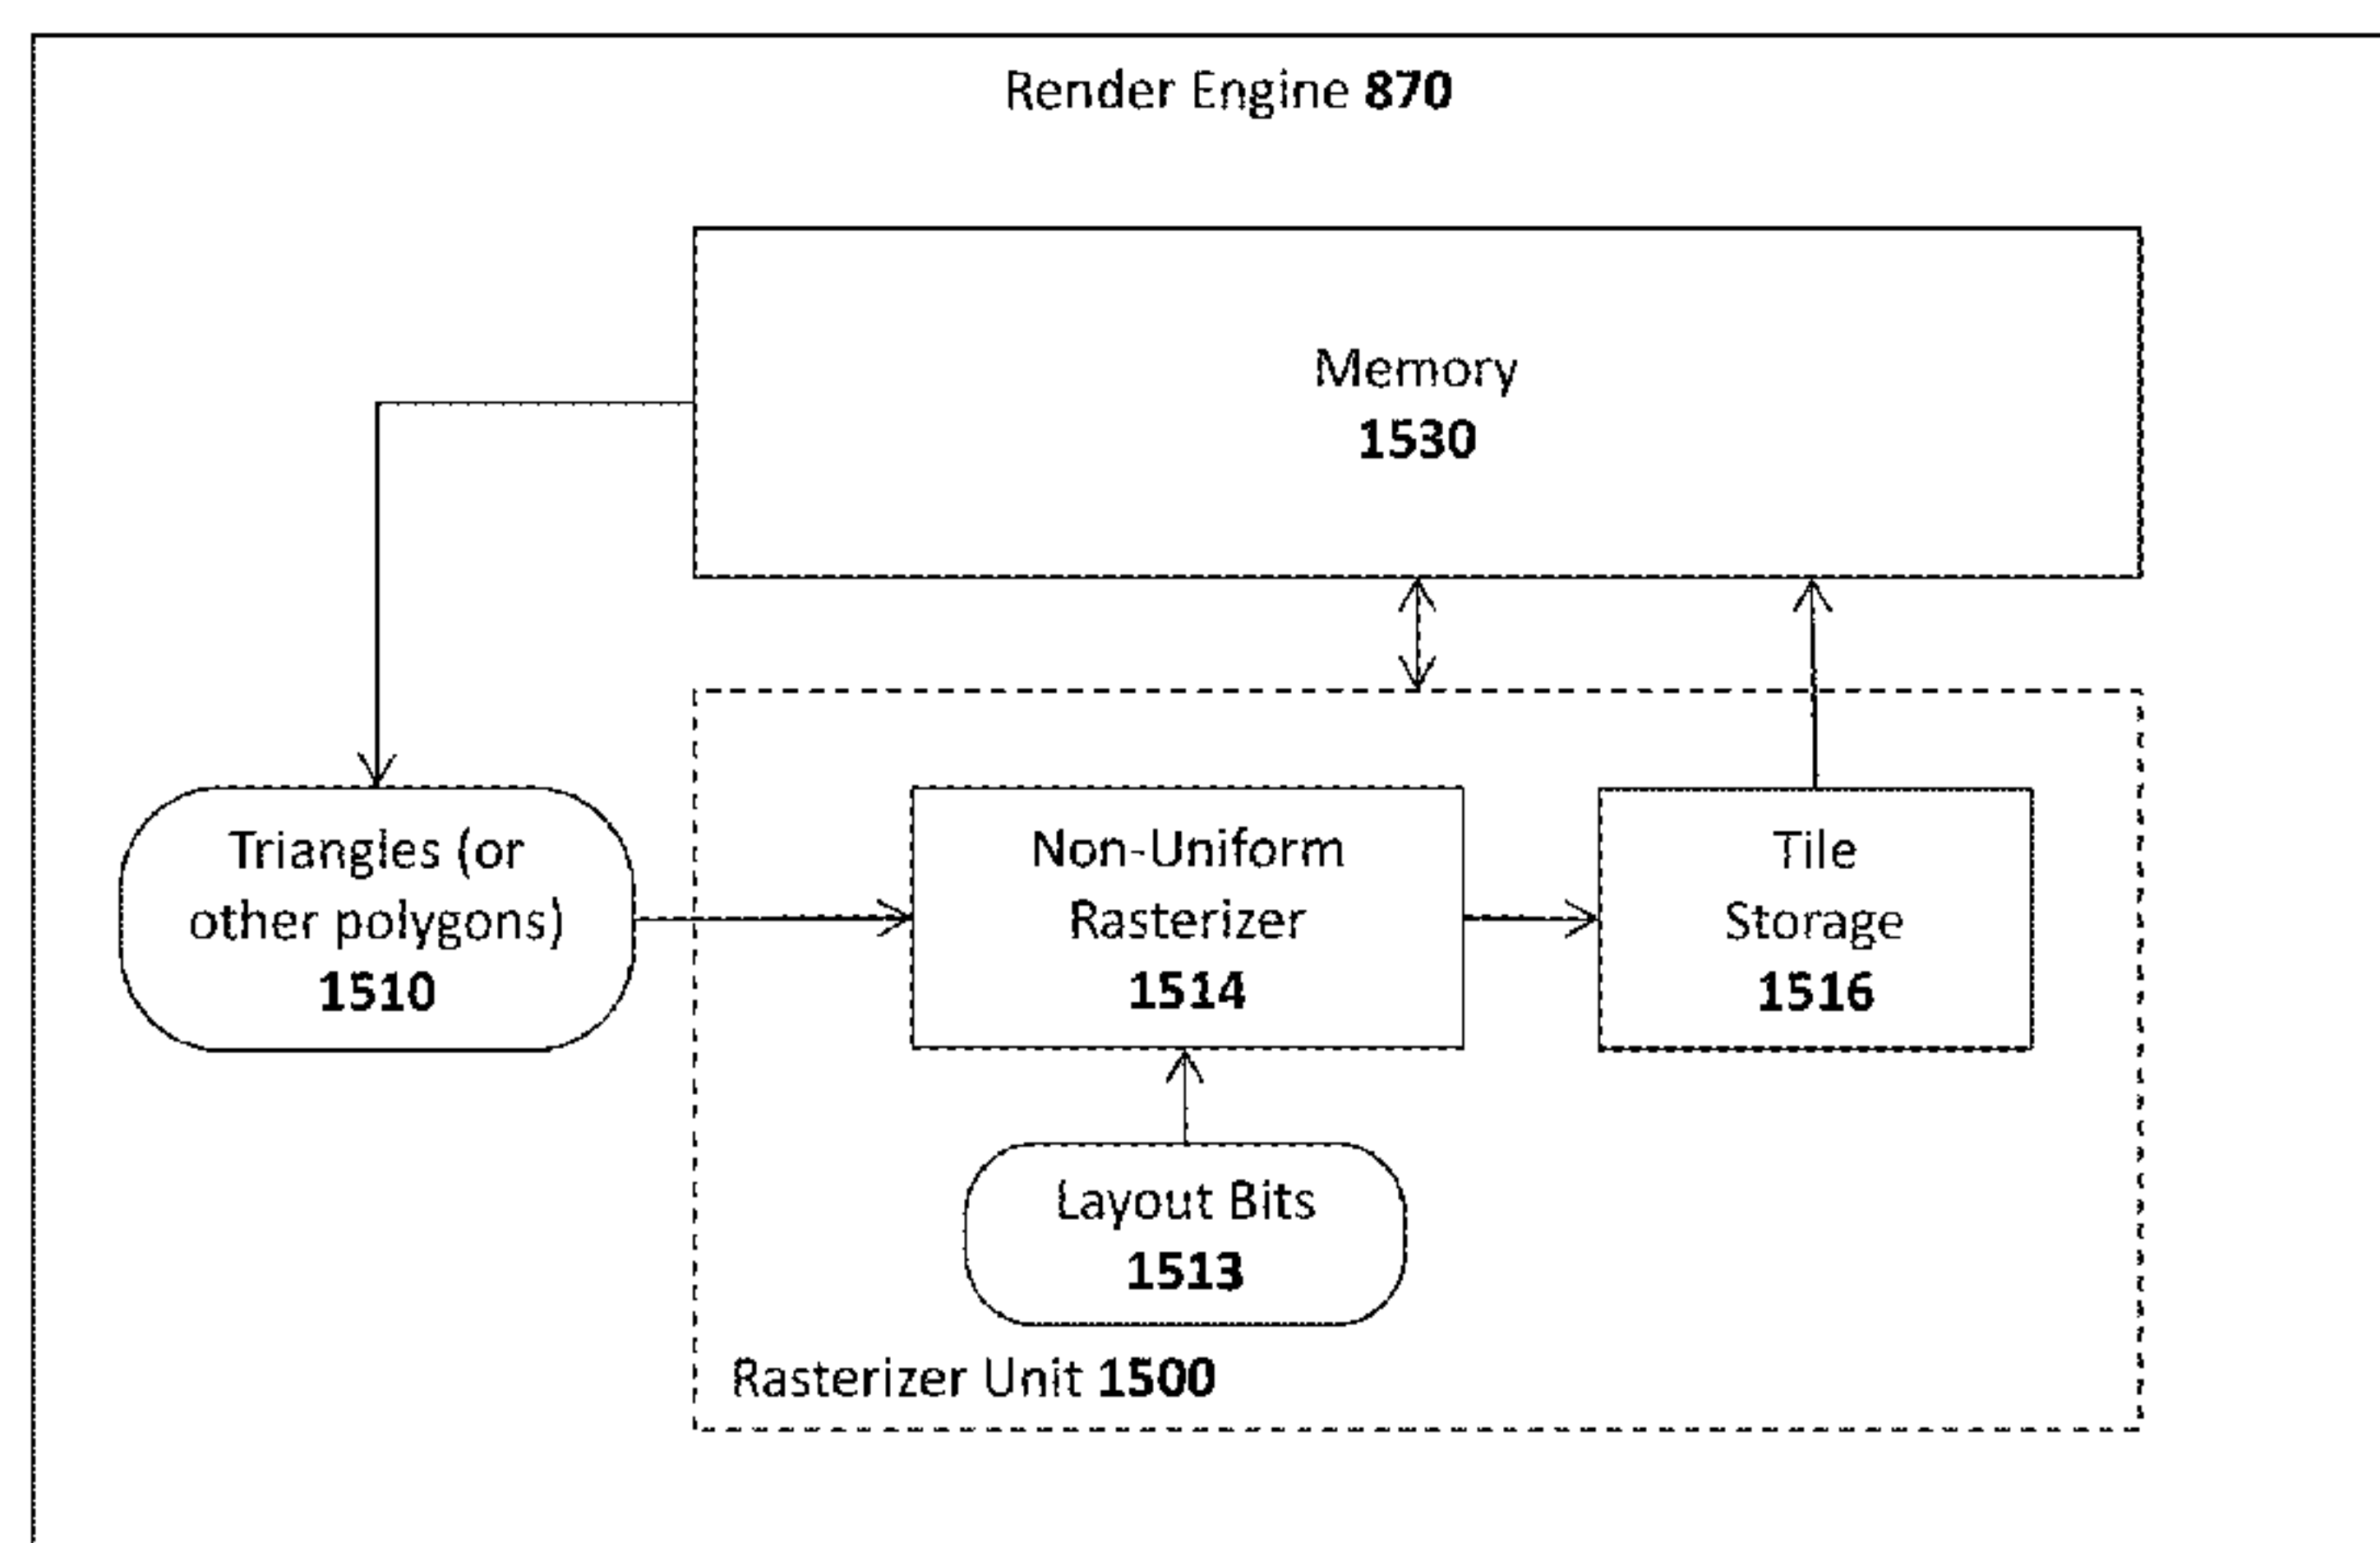 Render Engine 870
Memory
1530
Triangles (or
other polygons)
1510
Non-Uniform
Rasterizer
1514
Tile
Storage
1516
Layout Bits
1513
Rasterizer Unit 1500